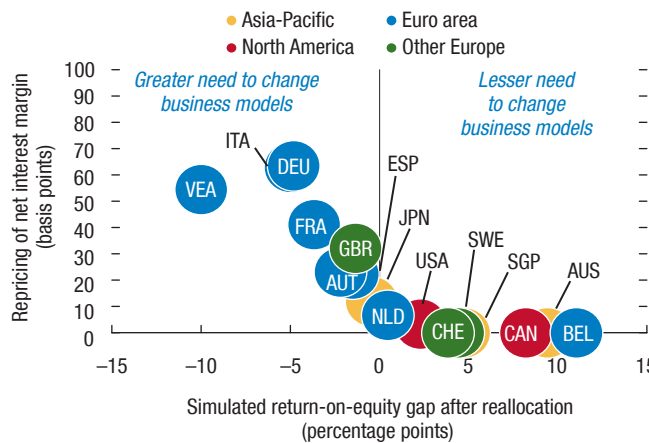 Asia-Pacific
Euro area
North America
Other Europe
100
90
80
70
60
50
40
30
20
10
0
Repricing of net interest margin
(basis points)
Greater need to change
business models
Lesser need
to change
business models
ITA
DEU
VEA
ESP
FRA
JPN
GBR
USA
SWE
SGP
AUS
AUT
NLD
CHE
CAN
BEL
–15
–10
–5
0
5
10
15
Simulated return-on-equity gap after reallocation
(percentage points)